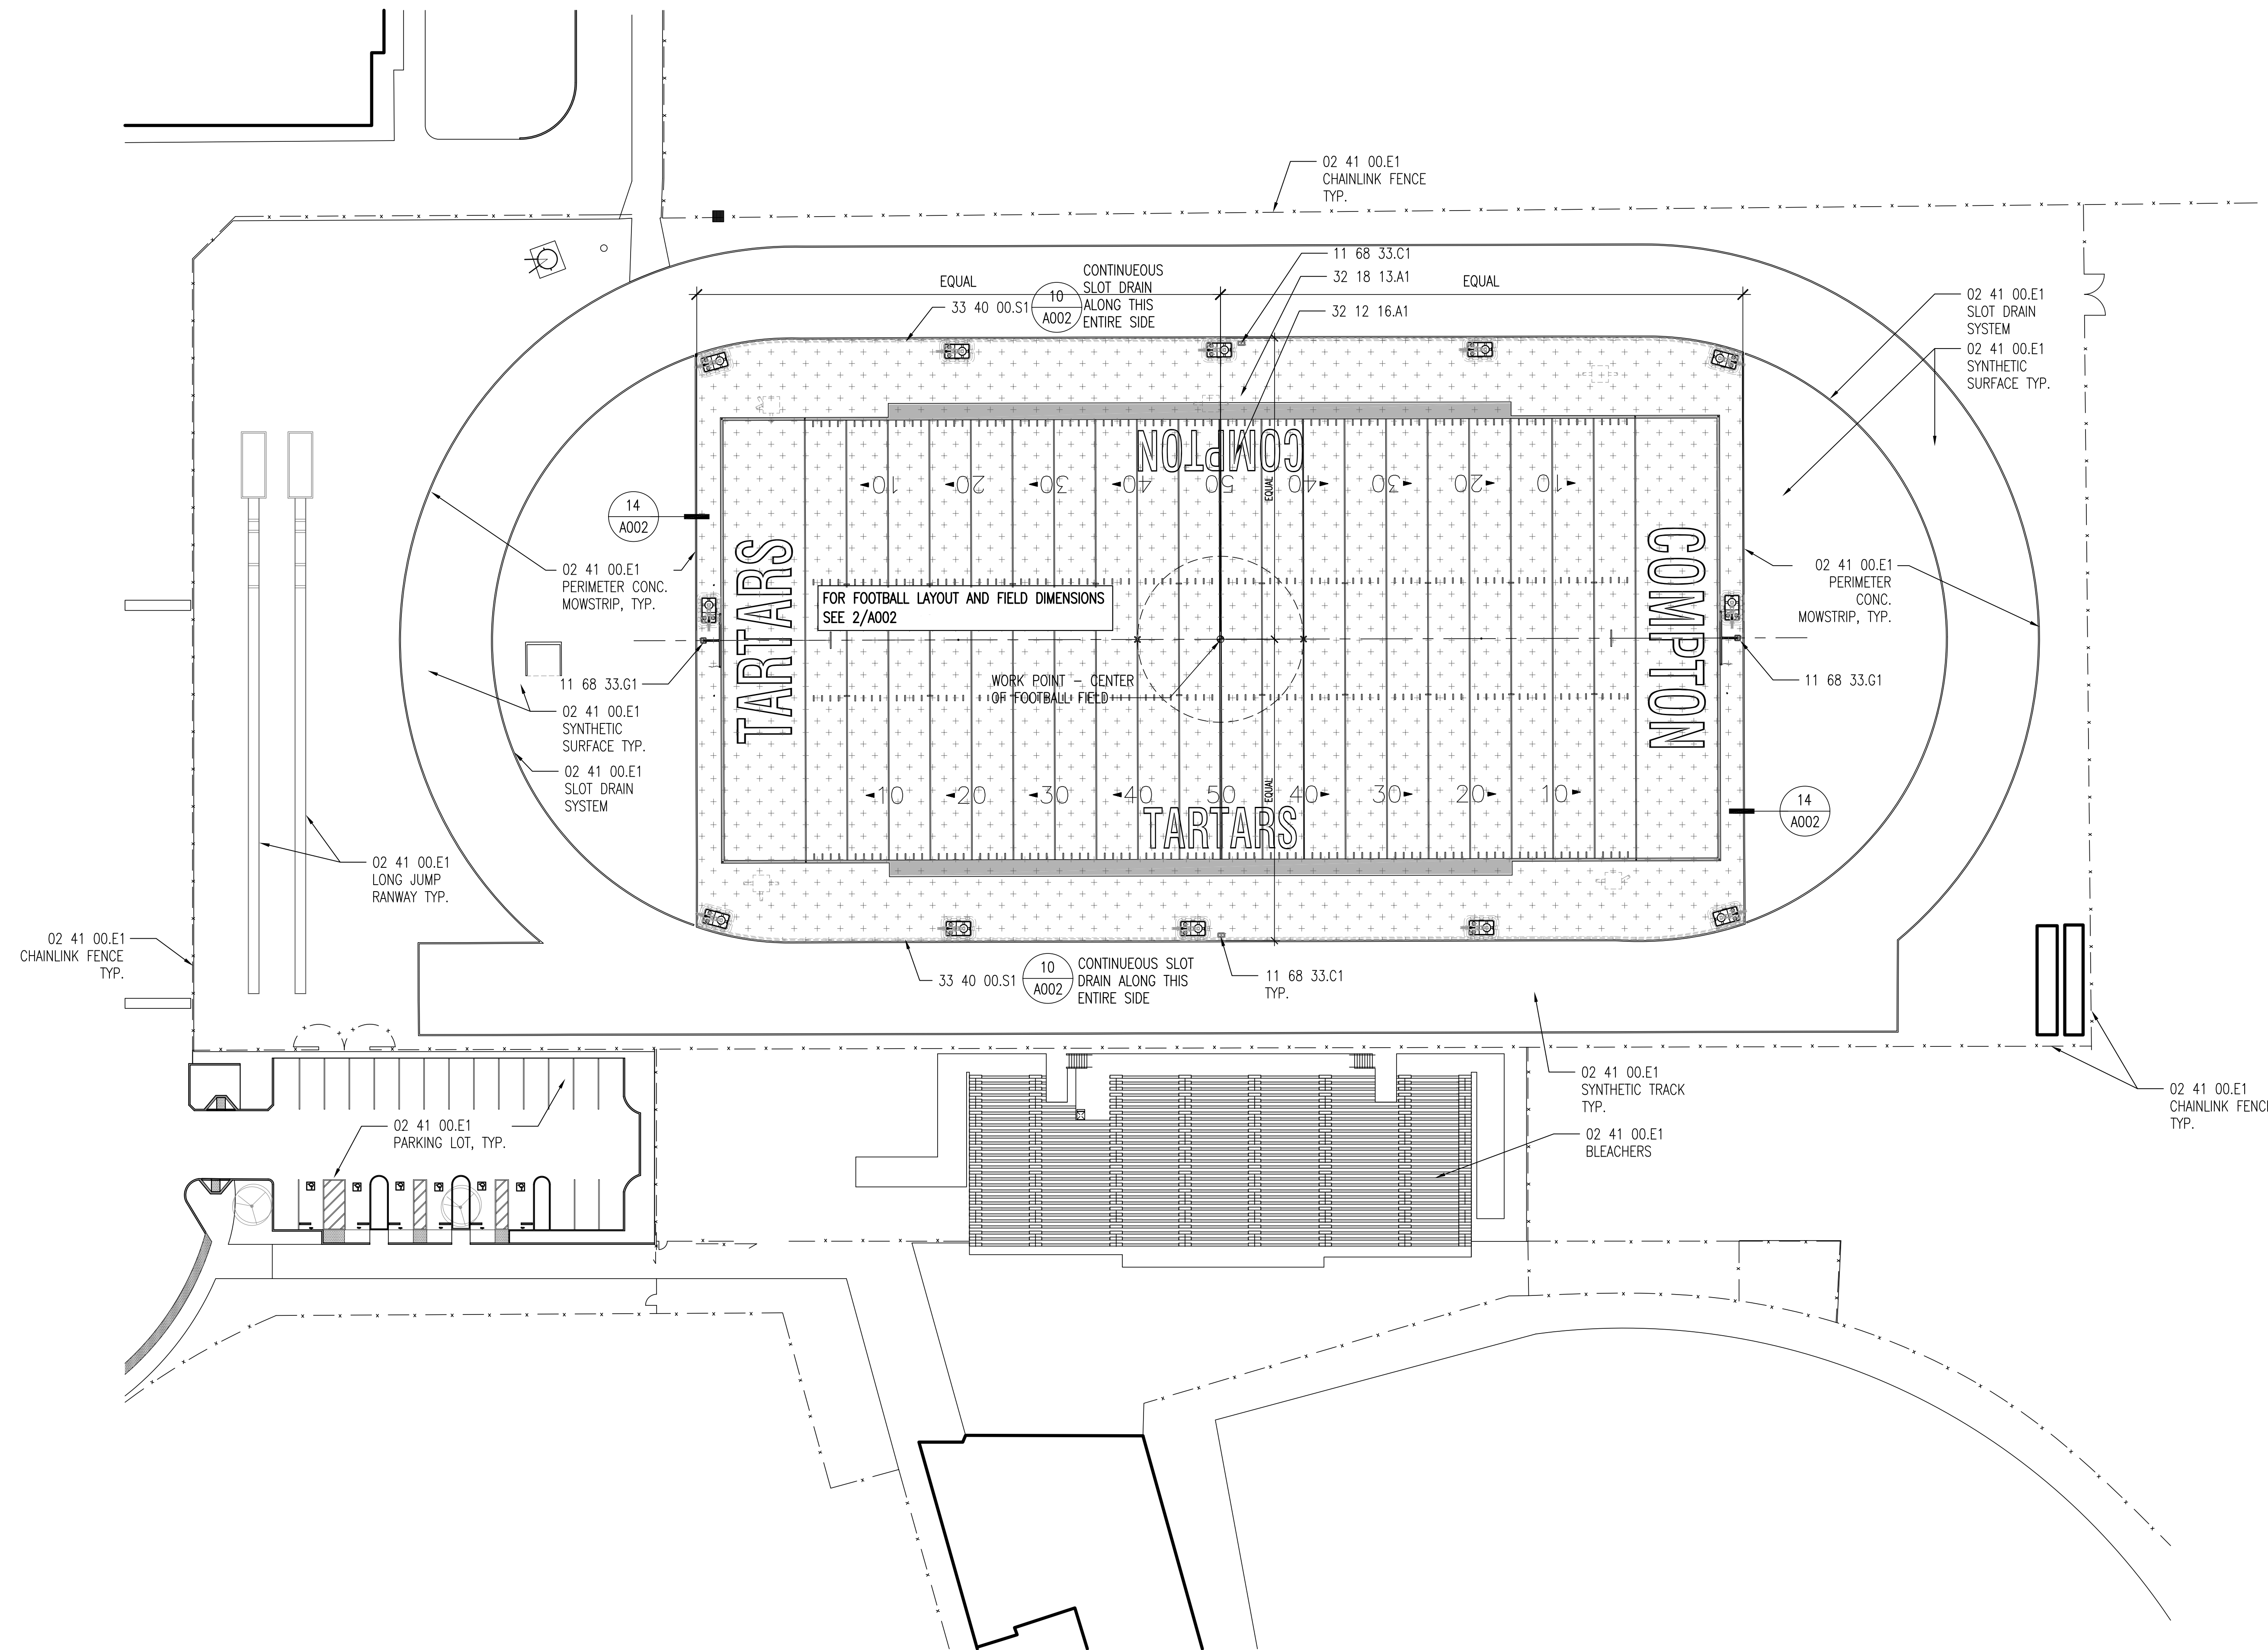 02 41 00.E1
CHAINLINK FENCE
TYP.
11 68 33.C1
32 18 13.A1
32 12 16.A1
EQUAL
EQUAL
CONTINUEOUS
SLOT DRAIN
ALONG THIS
ENTIRE SIDE
33 40 00.S1
10
A002
02 41 00.E1
SLOT DRAIN
SYSTEM
02 41 00.E1
SYNTHETIC
SURFACE TYP.
COMPTON
10 20 30 40 50 40 30 20 10
EQUAL
14
A002
02 41 00.E1
PERIMETER CONC.
MOWSTRIP, TYP.
TARTARS
FOR FOOTBALL LAYOUT AND FIELD DIMENSIONS
SEE 2/A002
COMPTON
02 41 00.E1
PERIMETER
CONC.
MOWSTRIP, TYP.
11 68 33.G1
WORK POINT - CENTER
OF FOOTBALL FIELD
11 68 33.G1
02 41 00.E1
SYNTHETIC
SURFACE TYP.
02 41 00.E1
SLOT DRAIN
SYSTEM
EQUAL
10 20 30 40 50 40 30 20 10
TARTARS
14
A002
02 41 00.E1
LONG JUMP
RANWAY TYP.
02 41 00.E1
CHAINLINK FENCE
TYP.
33 40 00.S1
10
A002
CONTINUEOUS SLOT
DRAIN ALONG THIS
ENTIRE SIDE
11 68 33.C1
TYP.
02 41 00.E1
SYNTHETIC TRACK
TYP.
02 41 00.E1
CHAINLINK FENC
TYP.
02 41 00.E1
PARKING LOT, TYP.
02 41 00.E1
BLEACHERS